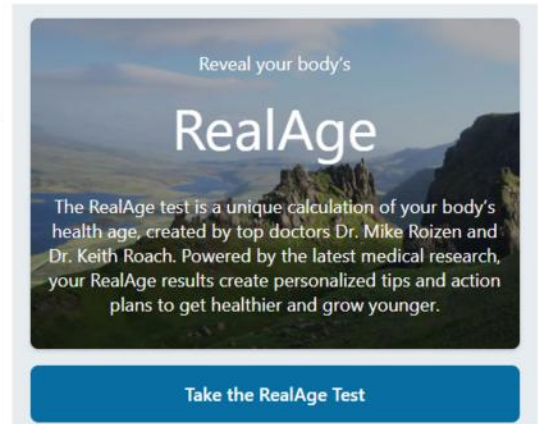 Reveal your body's
RealAge
The RealAge test is a unique calculation of your body's
health age, created by top doctors Dr. Mike Roizen and
Dr. Keith Roach. Powered by the latest medical research,
your RealAge results create personalized tips and action
plans to get healthier and grow younger.
Take the RealAge Test